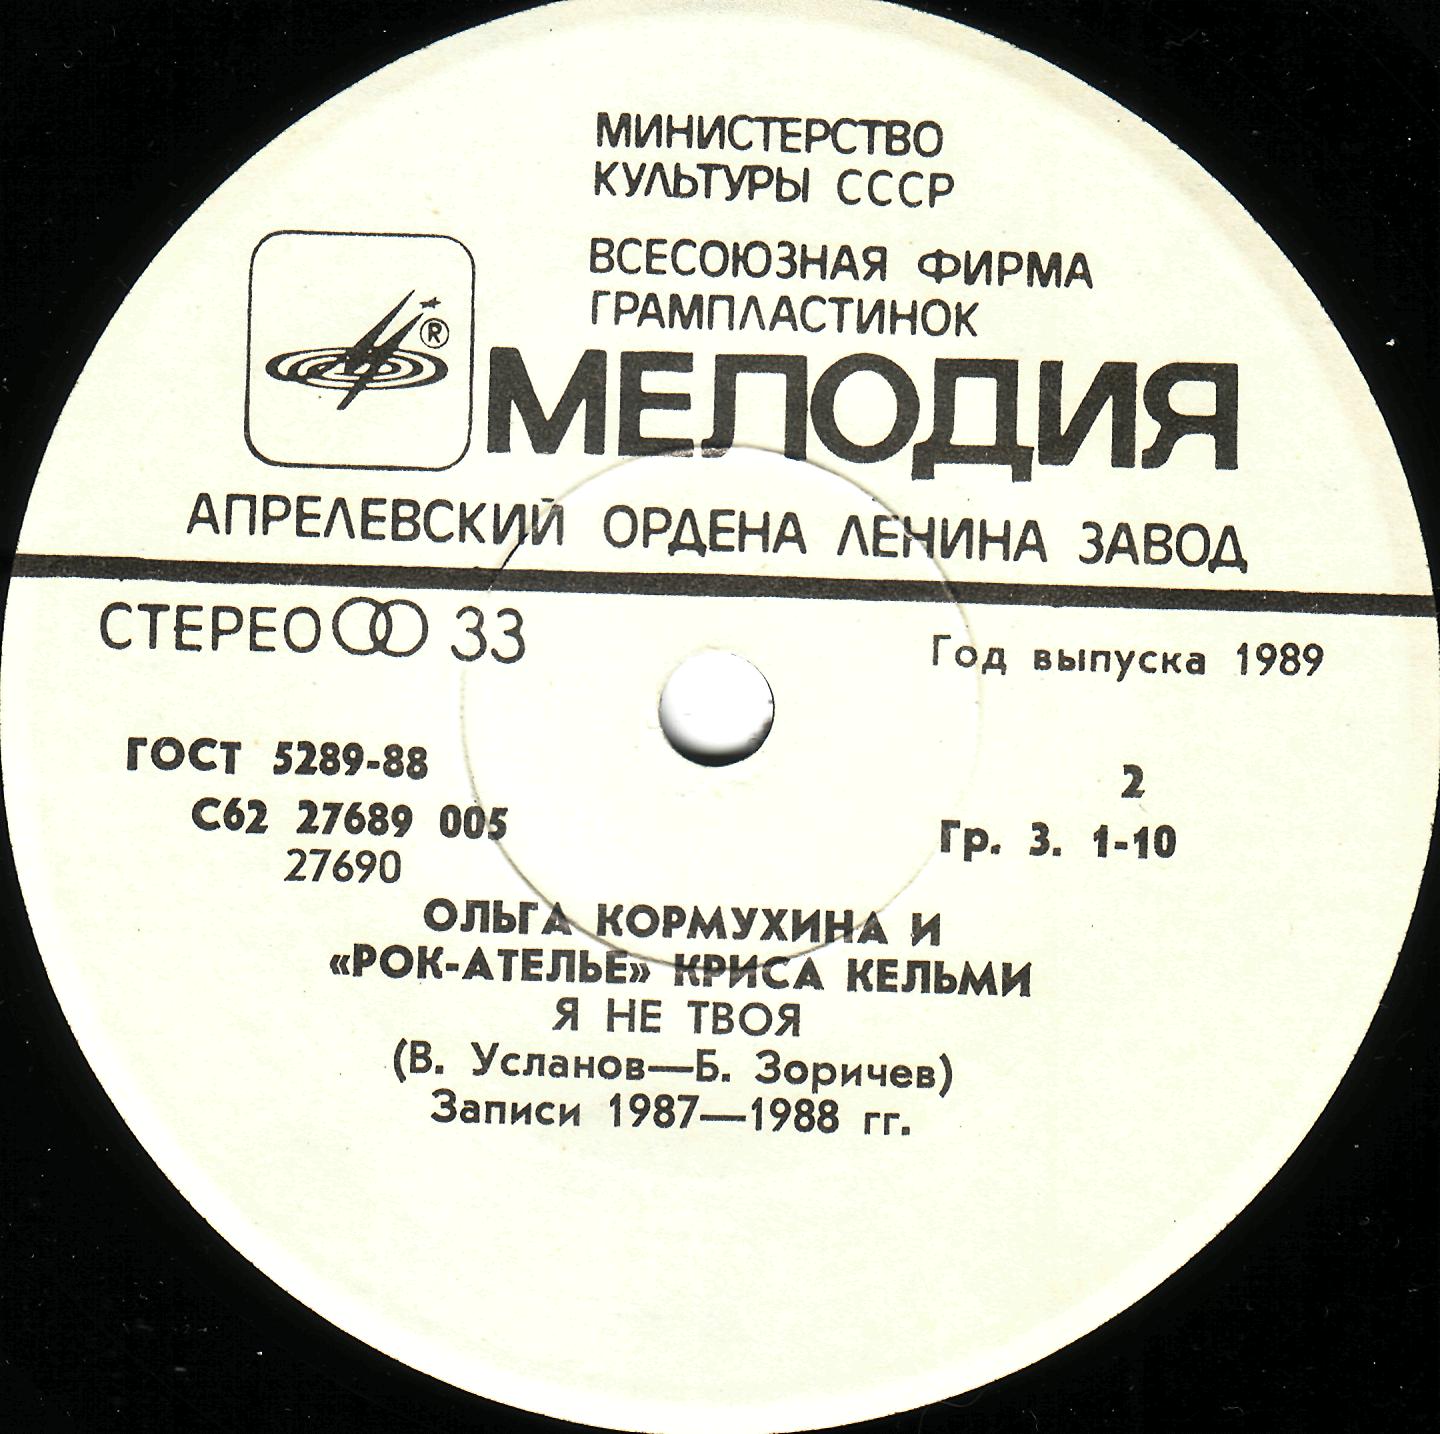 МИНИСТЕРСТВО
КУЛЬТУРЫ СССР
ВСЕСОЮЗНАЯ ФИРМА
ГРАМПЛАСТИНОК
®
МЕЛОДИЯ
АПРЕЛЕВСКИЙ ОРДЕНА ЛЕНИНА ЗАВОД
СТЕРЕО 33
Год выпуска 1989
ГОСТ 5289-88
2
С62 27689 005
Гр. 3. 1-10
27690
ОЛЬГА КОРМУХИНА И
«РОК-АТЕЛЬЕ» КРИСА КЕЛЬМИ
Я НЕ ТВОЯ
(В. Усланов—Б. Зоричев)
Записи 1987—1988 гг.